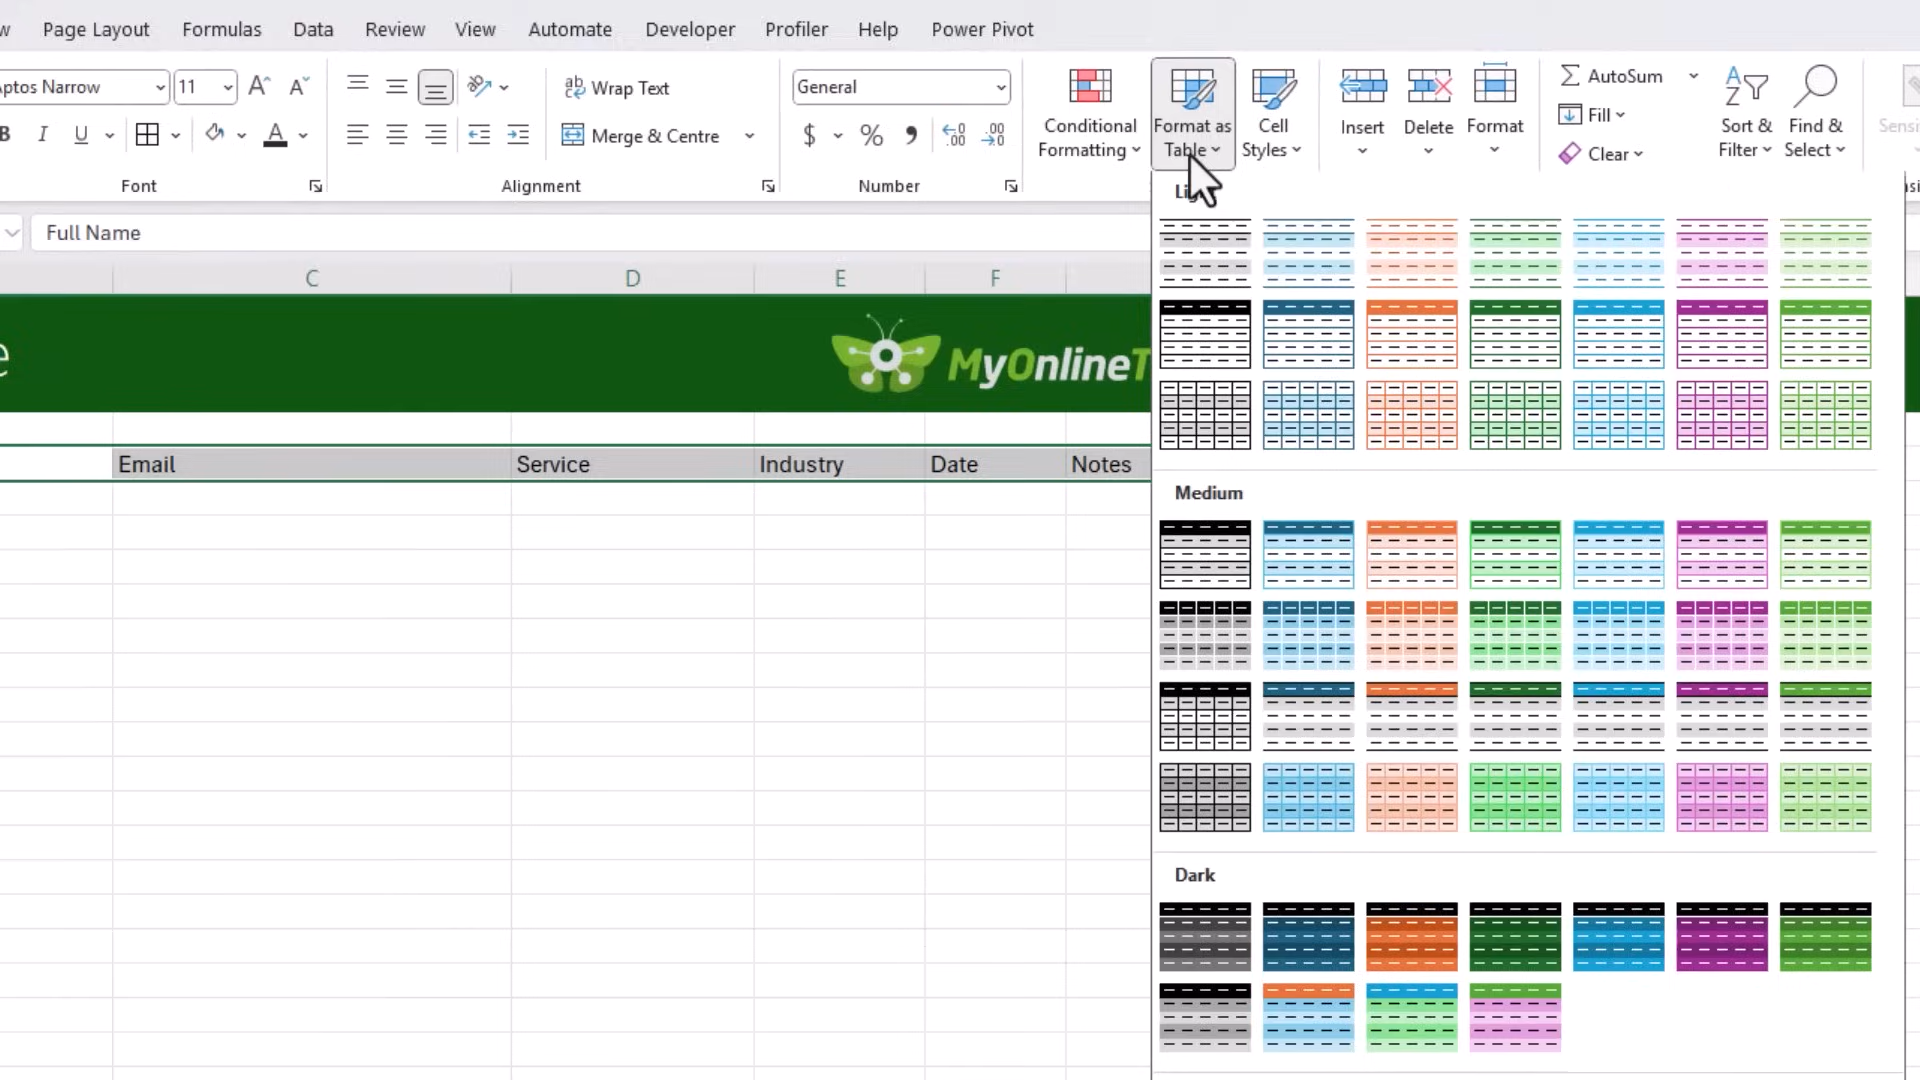 Page Layout Formulas Data Review View Automate Developer Profiler Help Power Pivot
Aptos Narrow 11 Wrap Text General AutoSum
Conditional Formatting Format as Table Cell Styles Insert Delete Format Fill Sort & Filter Find & Select
B I U A Merge & Centre $ % Clear
Font Alignment Number
Full Name
C D E F
MyOnlineT
Email Service Industry Date Notes
Medium
Dark